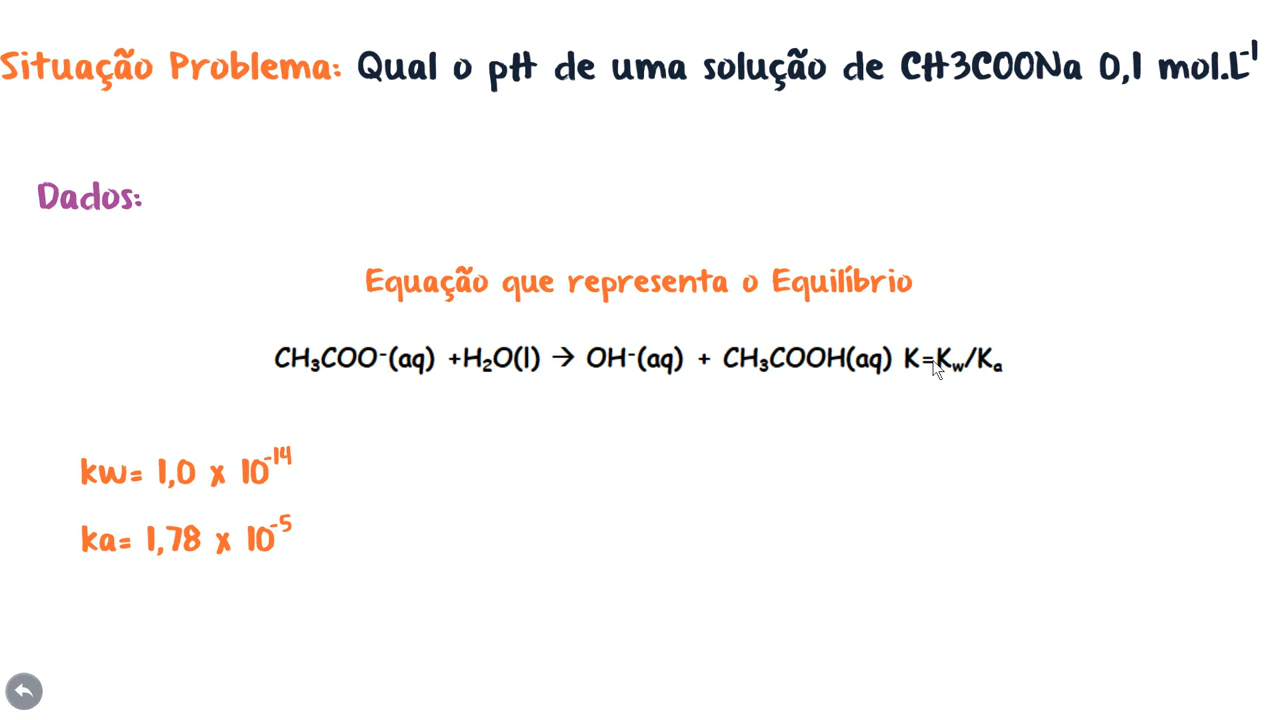 Situação Problema: Qual o pH de uma solução de CH3COONa 0,1 mol.L⁻¹
Dados:
Equação que representa o Equilíbrio
CH₃COO⁻(aq) +H₂O(l) → OH⁻(aq) + CH₃COOH(aq) K=Kw/Kₐ
kw= 1,0 x 10⁻¹⁴
ka= 1,78 x 10⁻⁵